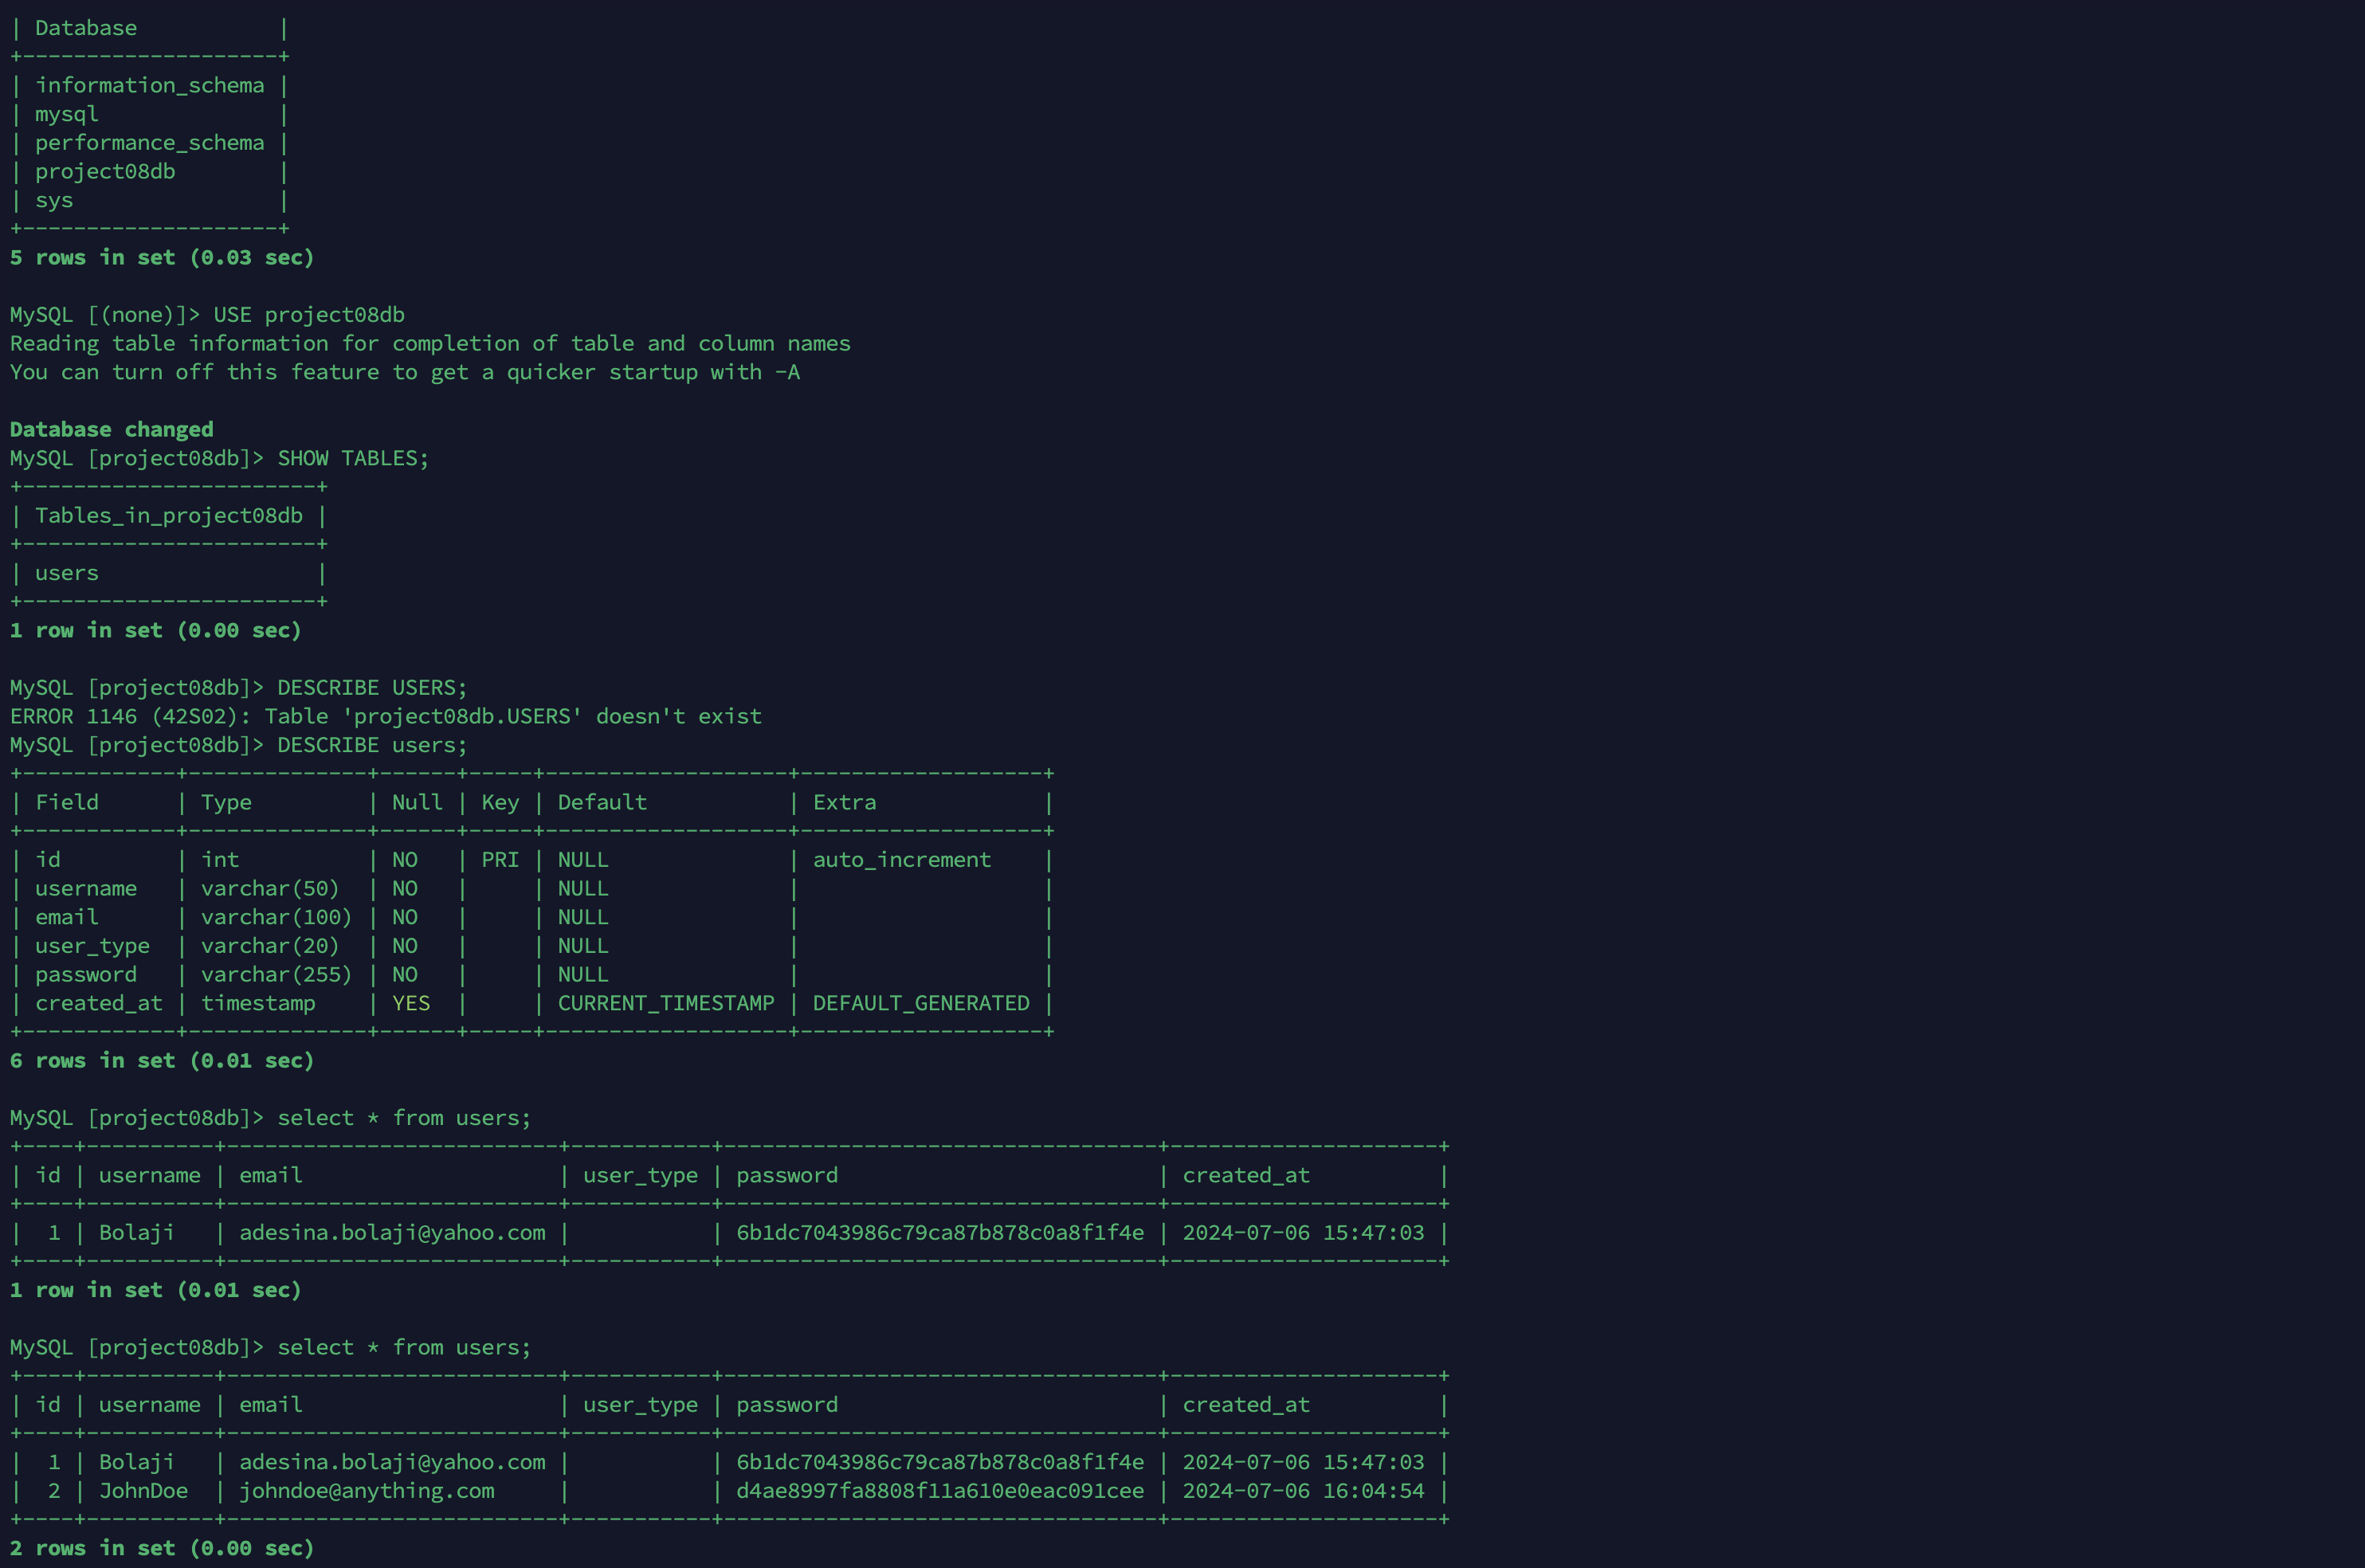 | Database           |
+--------------------+
| information_schema |
| mysql              |
| performance_schema |
| project08db        |
| sys                |
+--------------------+
5 rows in set (0.03 sec)

MySQL [(none)]> USE project08db
Reading table information for completion of table and column names
You can turn off this feature to get a quicker startup with -A

Database changed
MySQL [project08db]> SHOW TABLES;
+-----------------------+
| Tables_in_project08db |
+-----------------------+
| users                 |
+-----------------------+
1 row in set (0.00 sec)

MySQL [project08db]> DESCRIBE USERS;
ERROR 1146 (42S02): Table 'project08db.USERS' doesn't exist
MySQL [project08db]> DESCRIBE users;
+------------+--------------+------+-----+-------------------+-------------------+
| Field      | Type         | Null | Key | Default           | Extra             |
+------------+--------------+------+-----+-------------------+-------------------+
| id         | int          | NO   | PRI | NULL              | auto_increment    |
| username   | varchar(50)  | NO   |     | NULL              |                   |
| email      | varchar(100) | NO   |     | NULL              |                   |
| user_type  | varchar(20)  | NO   |     | NULL              |                   |
| password   | varchar(255) | NO   |     | NULL              |                   |
| created_at | timestamp    | YES  |     | CURRENT_TIMESTAMP | DEFAULT_GENERATED |
+------------+--------------+------+-----+-------------------+-------------------+
6 rows in set (0.01 sec)

MySQL [project08db]> select * from users;
+----+----------+--------------------------+-----------+----------------------------------+---------------------+
| id | username | email                    | user_type | password                         | created_at          |
+----+----------+--------------------------+-----------+----------------------------------+---------------------+
|  1 | Bolaji   | adesina.bolaji@yahoo.com |           | 6b1dc7043986c79ca87b878c0a8f1f4e | 2024-07-06 15:47:03 |
+----+----------+--------------------------+-----------+----------------------------------+---------------------+
1 row in set (0.01 sec)

MySQL [project08db]> select * from users;
+----+----------+--------------------------+-----------+----------------------------------+---------------------+
| id | username | email                    | user_type | password                         | created_at          |
+----+----------+--------------------------+-----------+----------------------------------+---------------------+
|  1 | Bolaji   | adesina.bolaji@yahoo.com |           | 6b1dc7043986c79ca87b878c0a8f1f4e | 2024-07-06 15:47:03 |
|  2 | JohnDoe  | johndoe@anything.com     |           | d4ae8997fa8808f11a610e0eac091cee | 2024-07-06 16:04:54 |
+----+----------+--------------------------+-----------+----------------------------------+---------------------+
2 rows in set (0.00 sec)